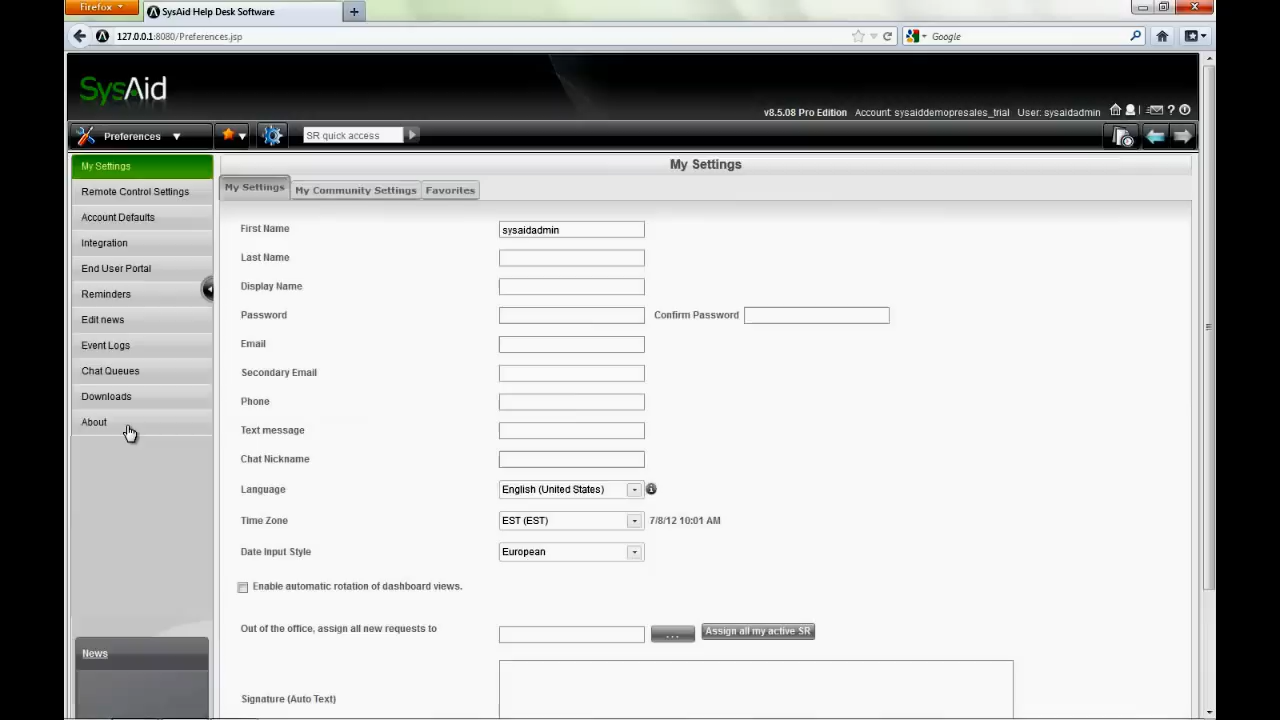 Firefox
SysAid Help Desk Software
127.0.0.1:8080/Preferences.jsp
Google
SysAid
v8.5.08 Pro Edition Account: sysaiddemopresales_trial User: sysaidadmin
Preferences
SR quick access
My Settings
Remote Control Settings
Account Defaults
Integration
End User Portal
Reminders
Edit news
Event Logs
Chat Queues
Downloads
About
News
My Settings
My Settings
My Community Settings
Favorites
First Name
sysaidadmin
Last Name
Display Name
Password
Confirm Password
Email
Secondary Email
Phone
Text message
Chat Nickname
Language
English (United States)
Time Zone
EST (EST)
7/8/12 10:01 AM
Date Input Style
European
Enable automatic rotation of dashboard views.
Out of the office, assign all new requests to
...
Assign all my active SR
Signature (Auto Text)